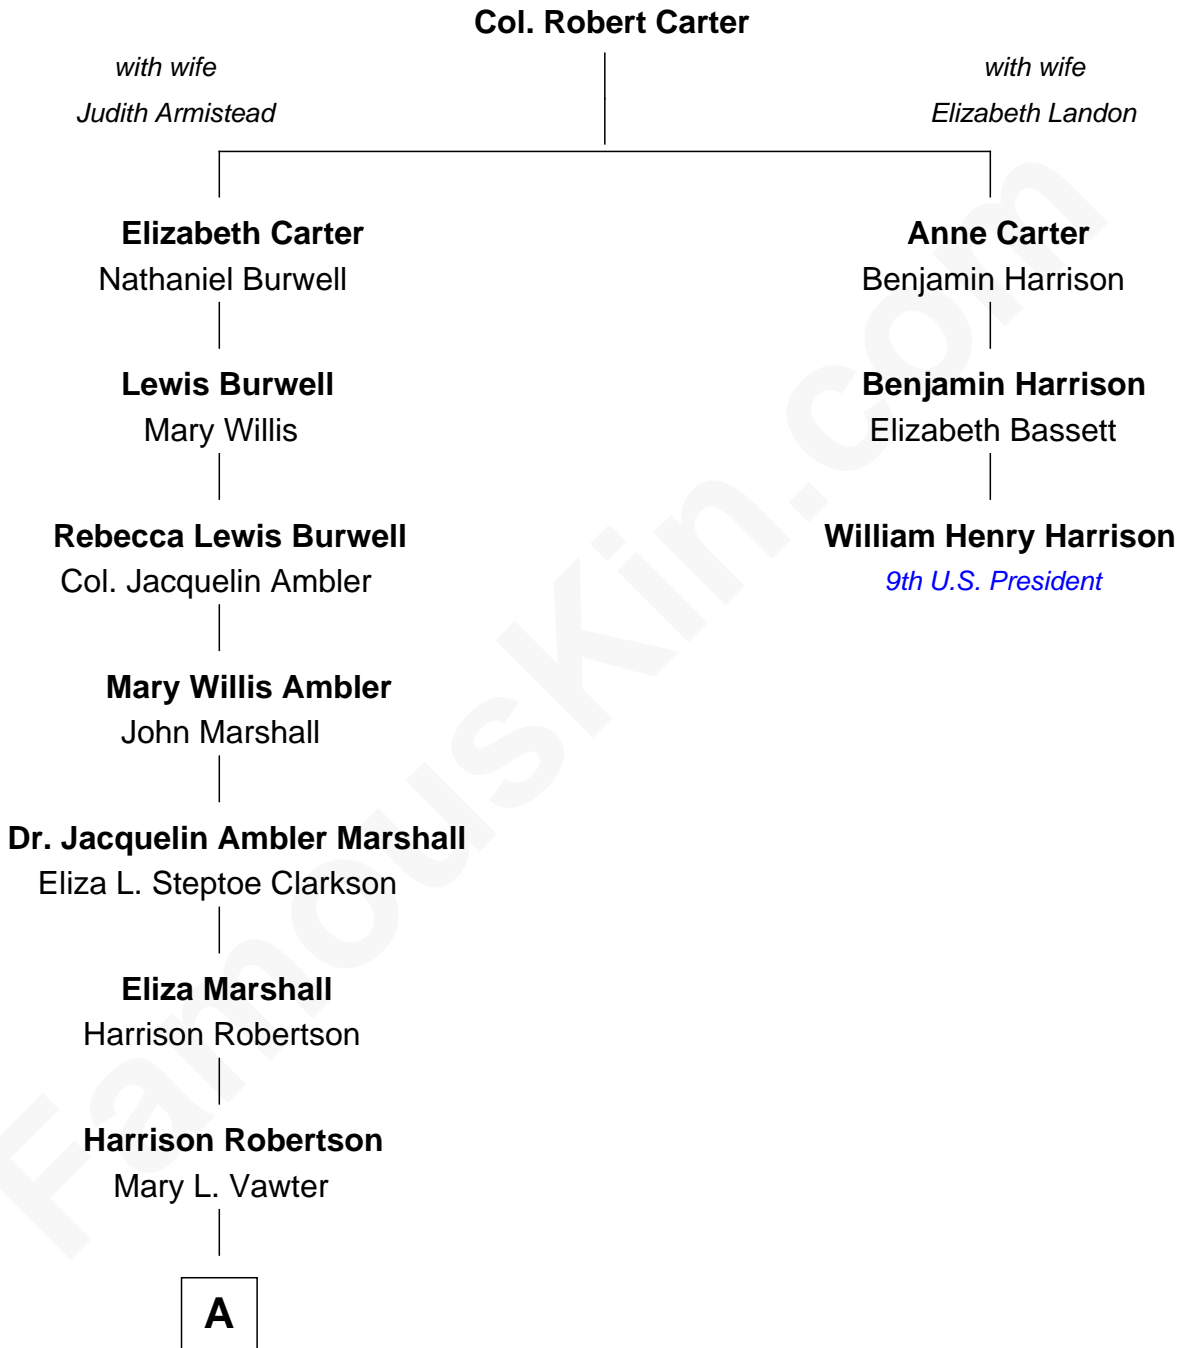 Col. Robert Carter
with wife
Judith Armistead
with wife
Elizabeth Landon
Elizabeth Carter
Nathaniel Burwell
Anne Carter
Benjamin Harrison
Lewis Burwell
Mary Willis
Benjamin Harrison
Elizabeth Bassett
Rebecca Lewis Burwell
Col. Jacquelin Ambler
William Henry Harrison
9th U.S. President
Mary Willis Ambler
John Marshall
Dr. Jacquelin Ambler Marshall
Eliza L. Steptoe Clarkson
Eliza Marshall
Harrison Robertson
Harrison Robertson
Mary L. Vawter
A
FamousKin.com